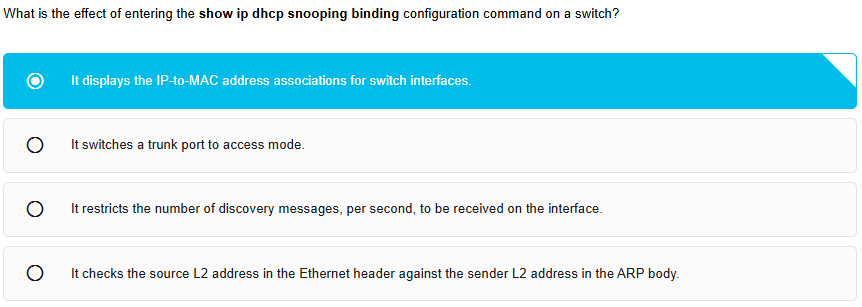 What is the effect of entering the show ip dhcp snooping binding configuration command on a switch?
It displays the IP-to-MAC address associations for switch interfaces.
It switches a trunk port to access mode.
It restricts the number of discovery messages, per second, to be received on the interface.
It checks the source L2 address in the Ethernet header against the sender L2 address in the ARP body.